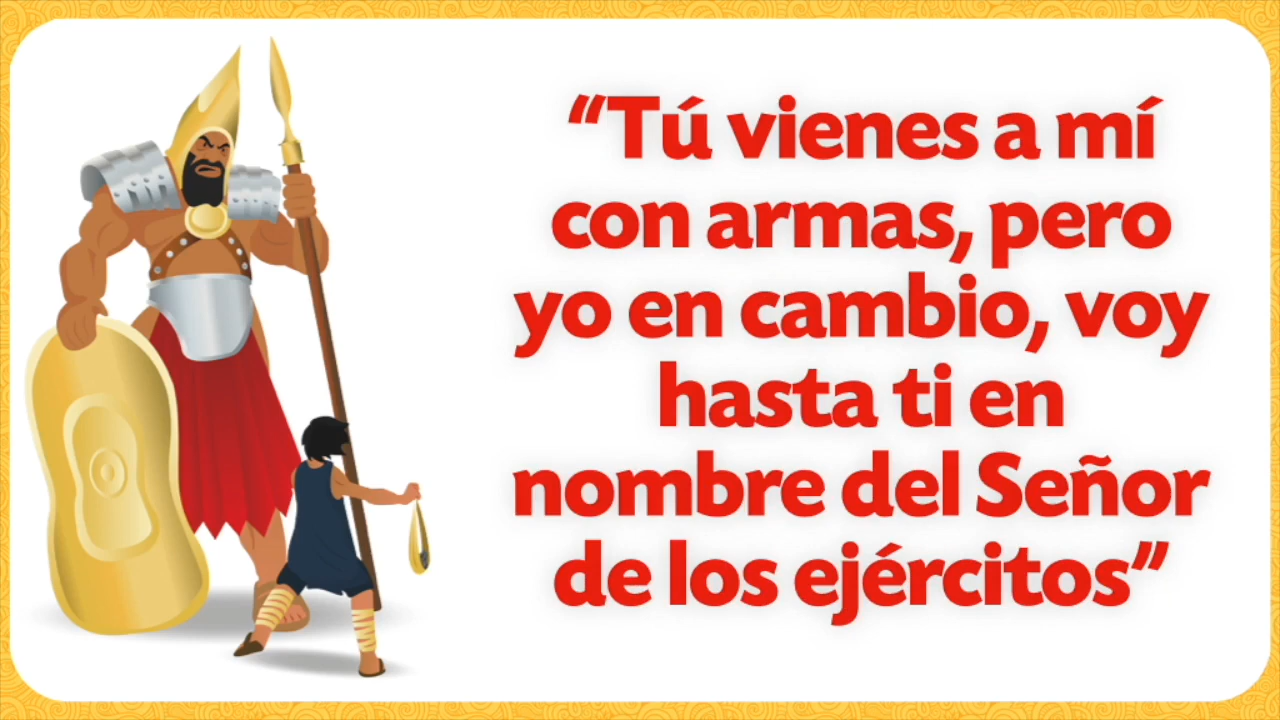 “Tú vienes a mí
con armas, pero
yo en cambio, voy
hasta ti en
nombre del Señor
de los ejércitos”